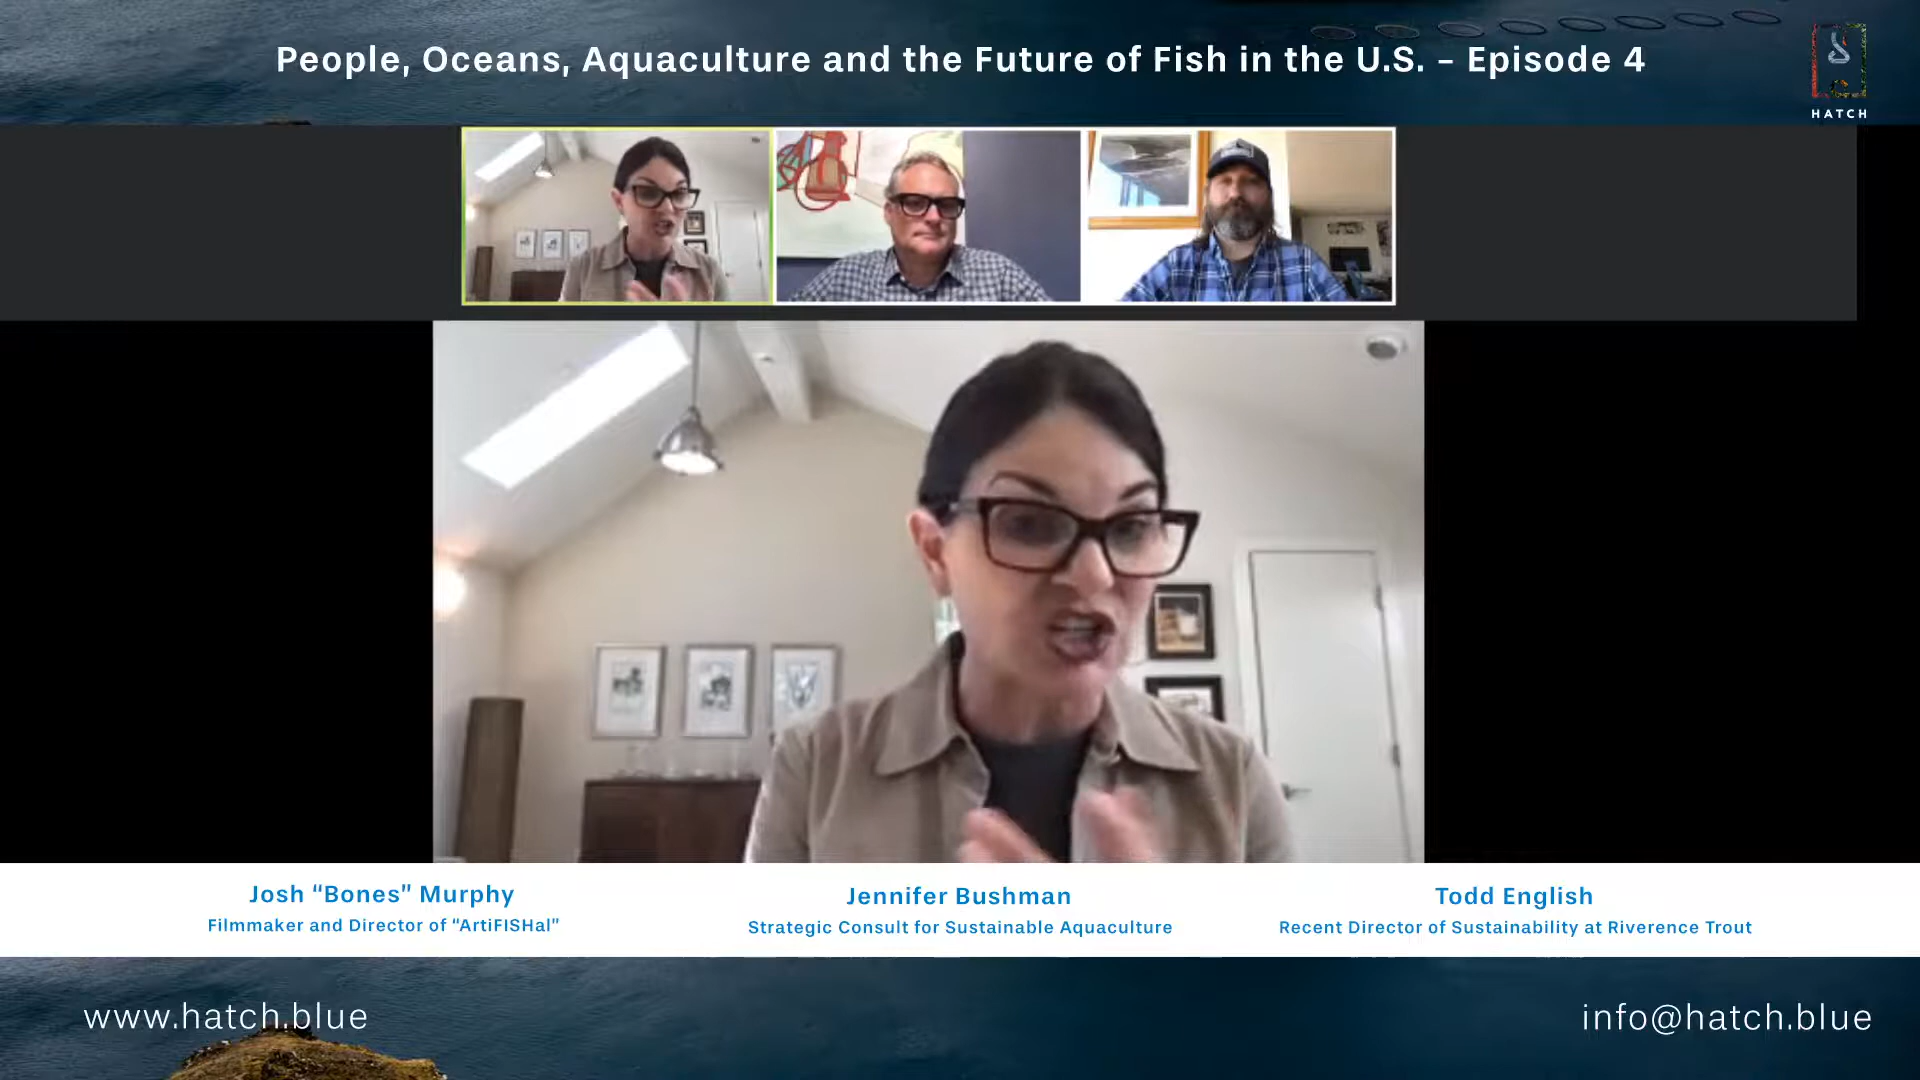 People, Oceans, Aquaculture and the Future of Fish in the U.S. – Episode 4
HATCH
Josh “Bones” Murphy
Filmmaker and Director of “ArtiFISHal”
Jennifer Bushman
Strategic Consult for Sustainable Aquaculture
Todd English
Recent Director of Sustainability at Riverence Trout
www.hatch.blue
info@hatch.blue